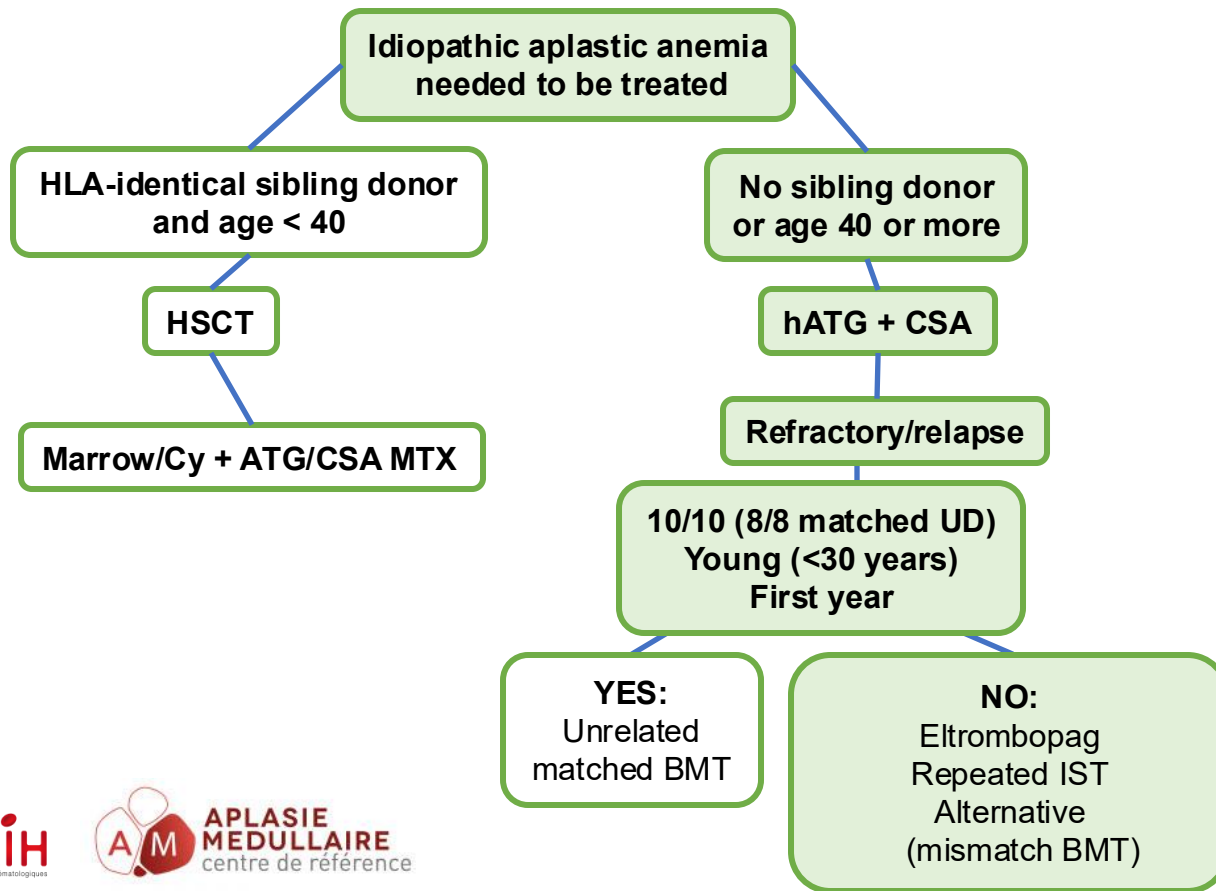 Idiopathic aplastic anemia
needed to be treated
HLA-identical sibling donor
and age < 40
No sibling donor
or age 40 or more
HSCT
hATG + CSA
Marrow/Cy + ATG/CSA MTX
Refractory/relapse
10/10 (8/8 matched UD)
Young (<30 years)
First year
YES:
Unrelated
matched BMT
NO:
Eltrombopag
Repeated IST
Alternative
(mismatch BMT)
iH
AM
APLASIE
MEDULLAIRE
centre de référence